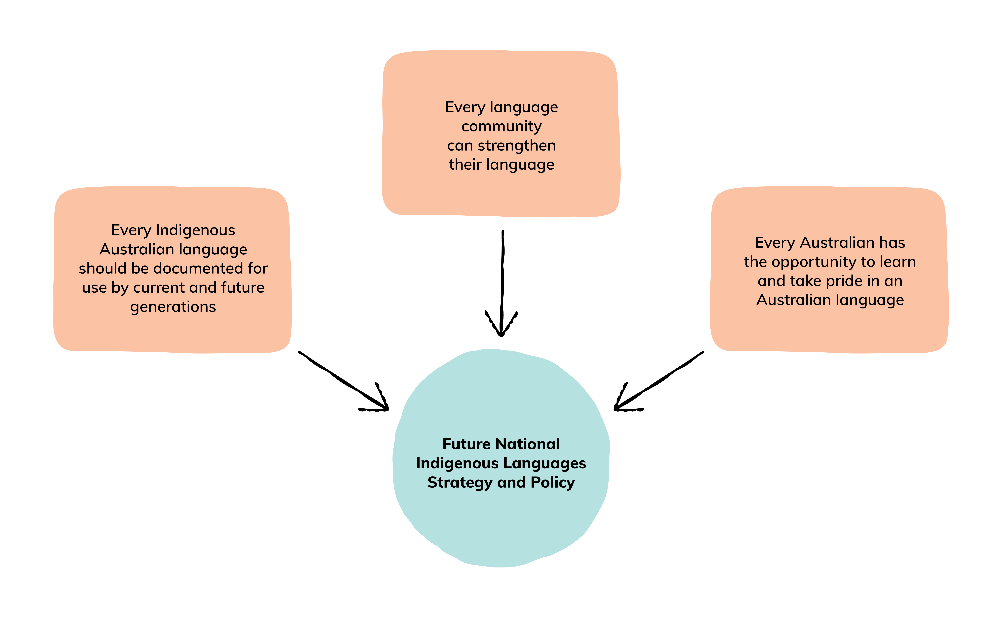 Every language
community
can strengthen
their language
Every Indigenous
Australian language
should be documented for
use by current and future
generations
Every Australian has
the opportunity to learn
and take pride in an
Australian language
Future National
Indigenous Languages
Strategy and Policy